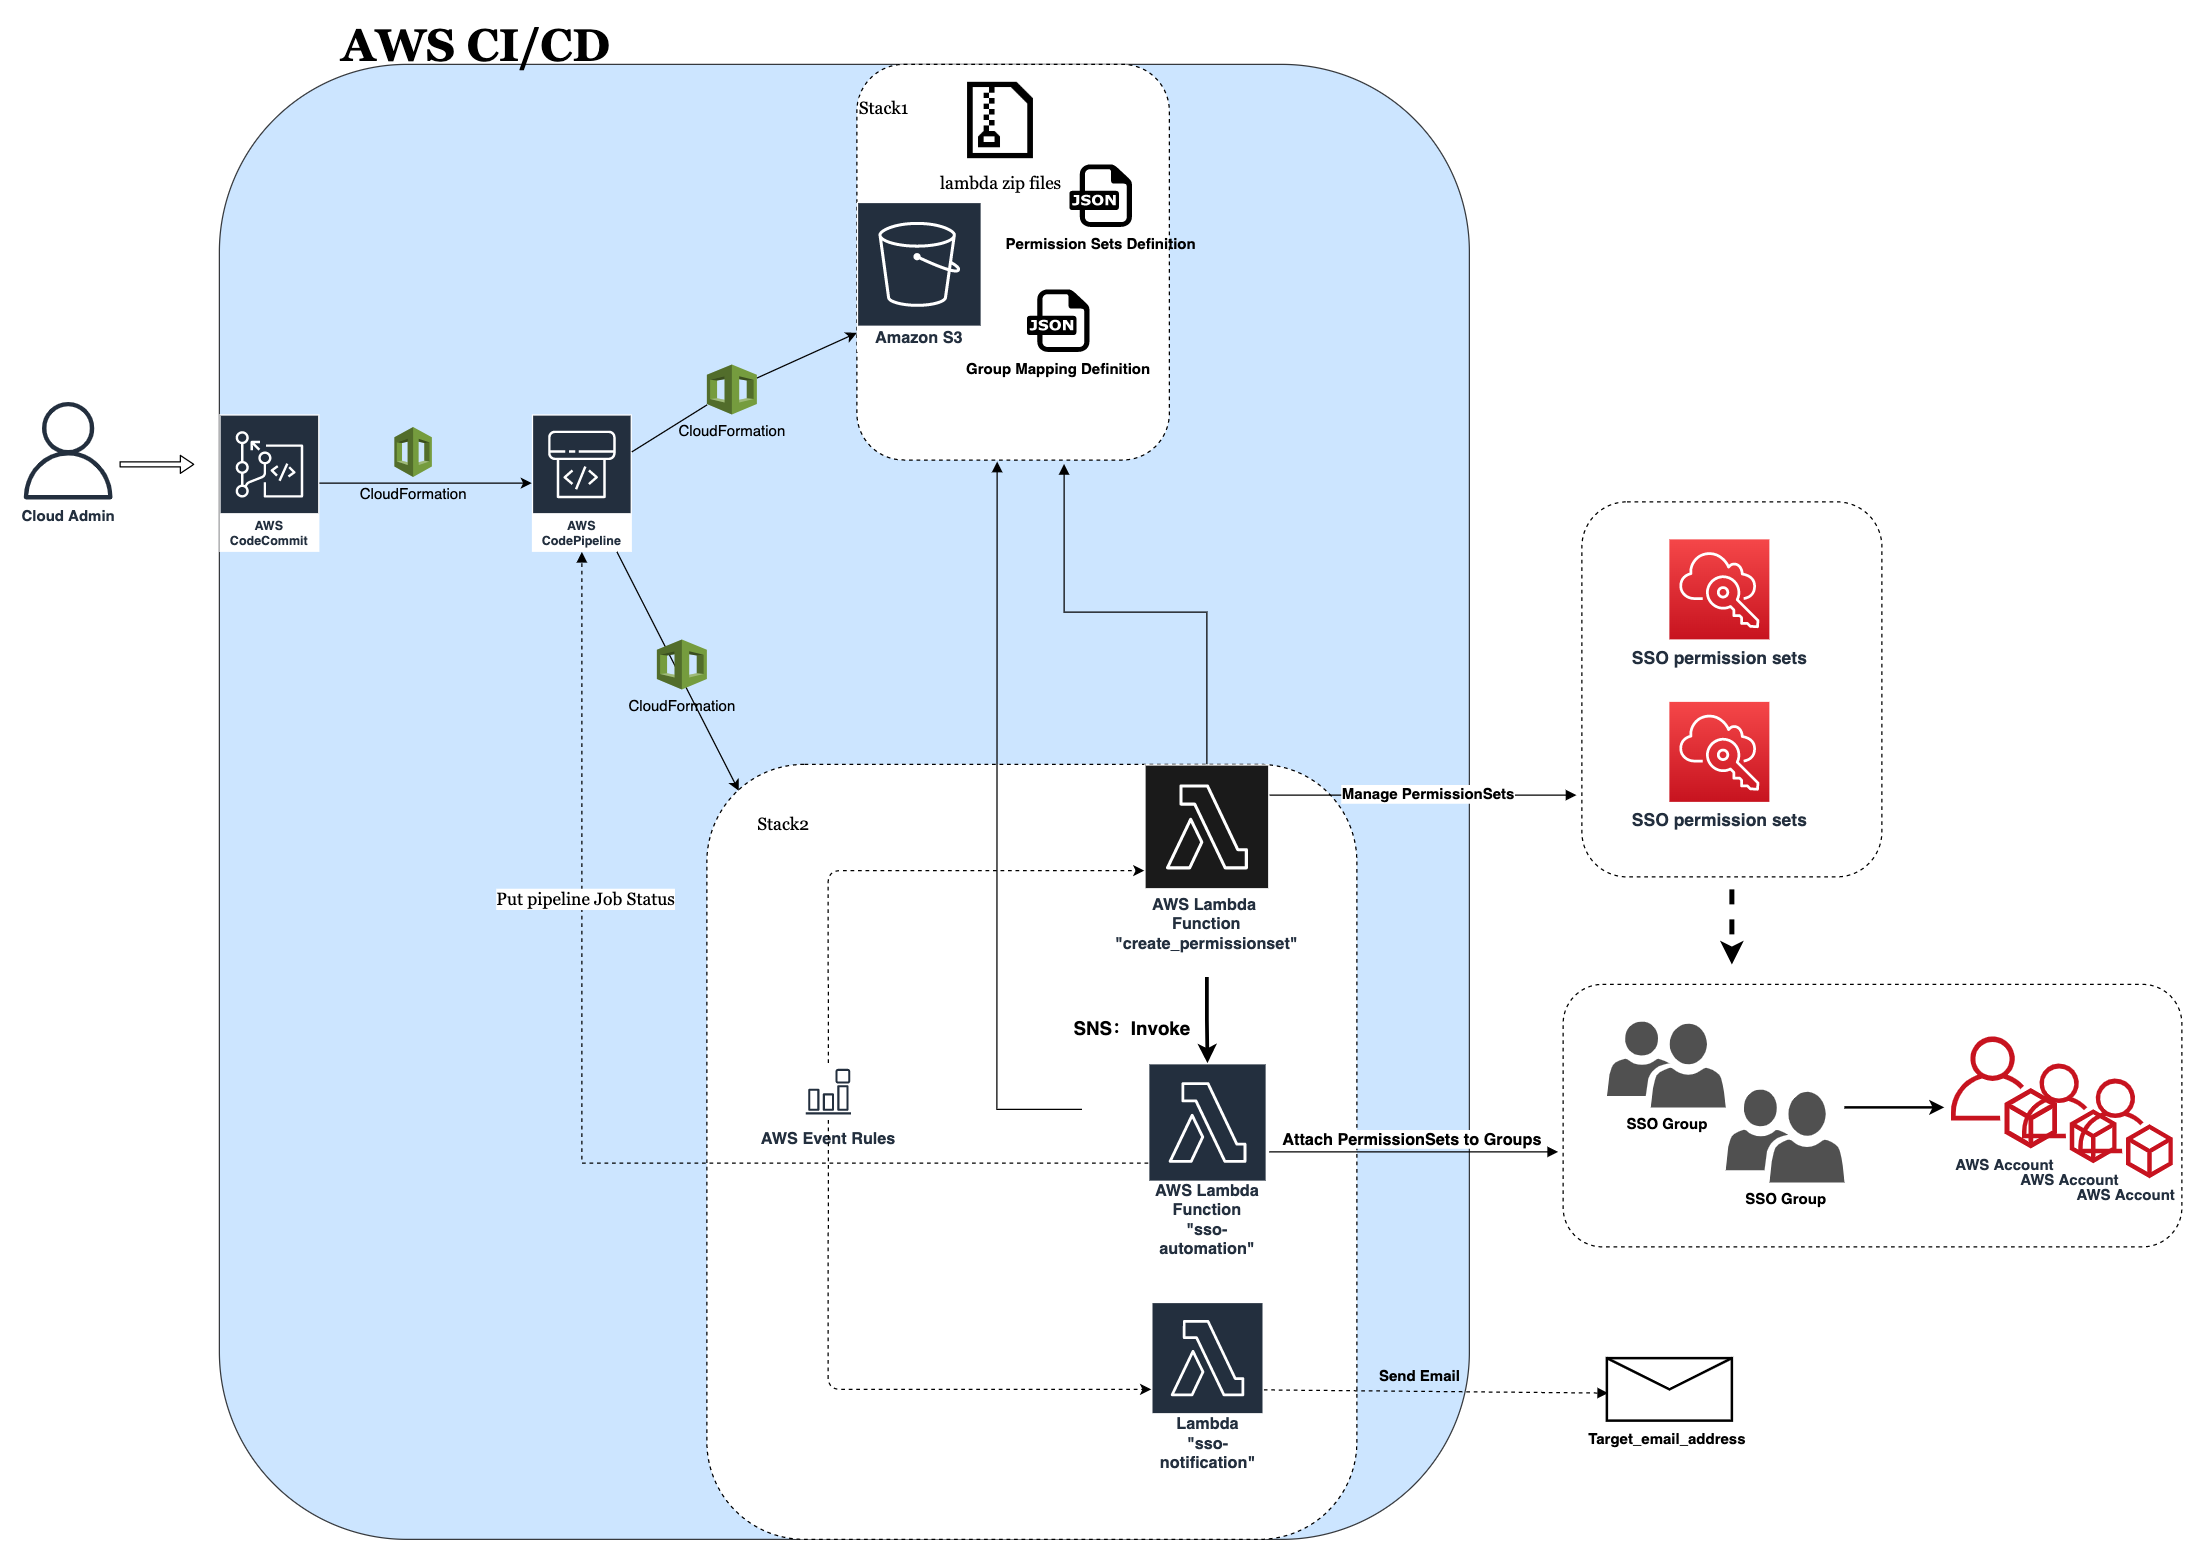 AWS CI/CD
Stack1
lambda zip files
JSON
Permission Sets Definition
Amazon S3
JSON
Group Mapping Definition
CloudFormation
Cloud Admin
AWS
CodeCommit
CloudFormation
AWS
CodePipeline
CloudFormation
SSO permission sets
SSO permission sets
Stack2
Manage PermissionSets
Put pipeline Job Status
AWS Lambda
Function
"create_permissionset"
SNS: Invoke
AWS Event Rules
Attach PermissionSets to Groups
AWS Lambda
Function
"sso-
automation"
SSO Group
SSO Group
AWS Account
AWS Account
AWS Account
Send Email
Lambda
"sso-
notification"
Target_email_address